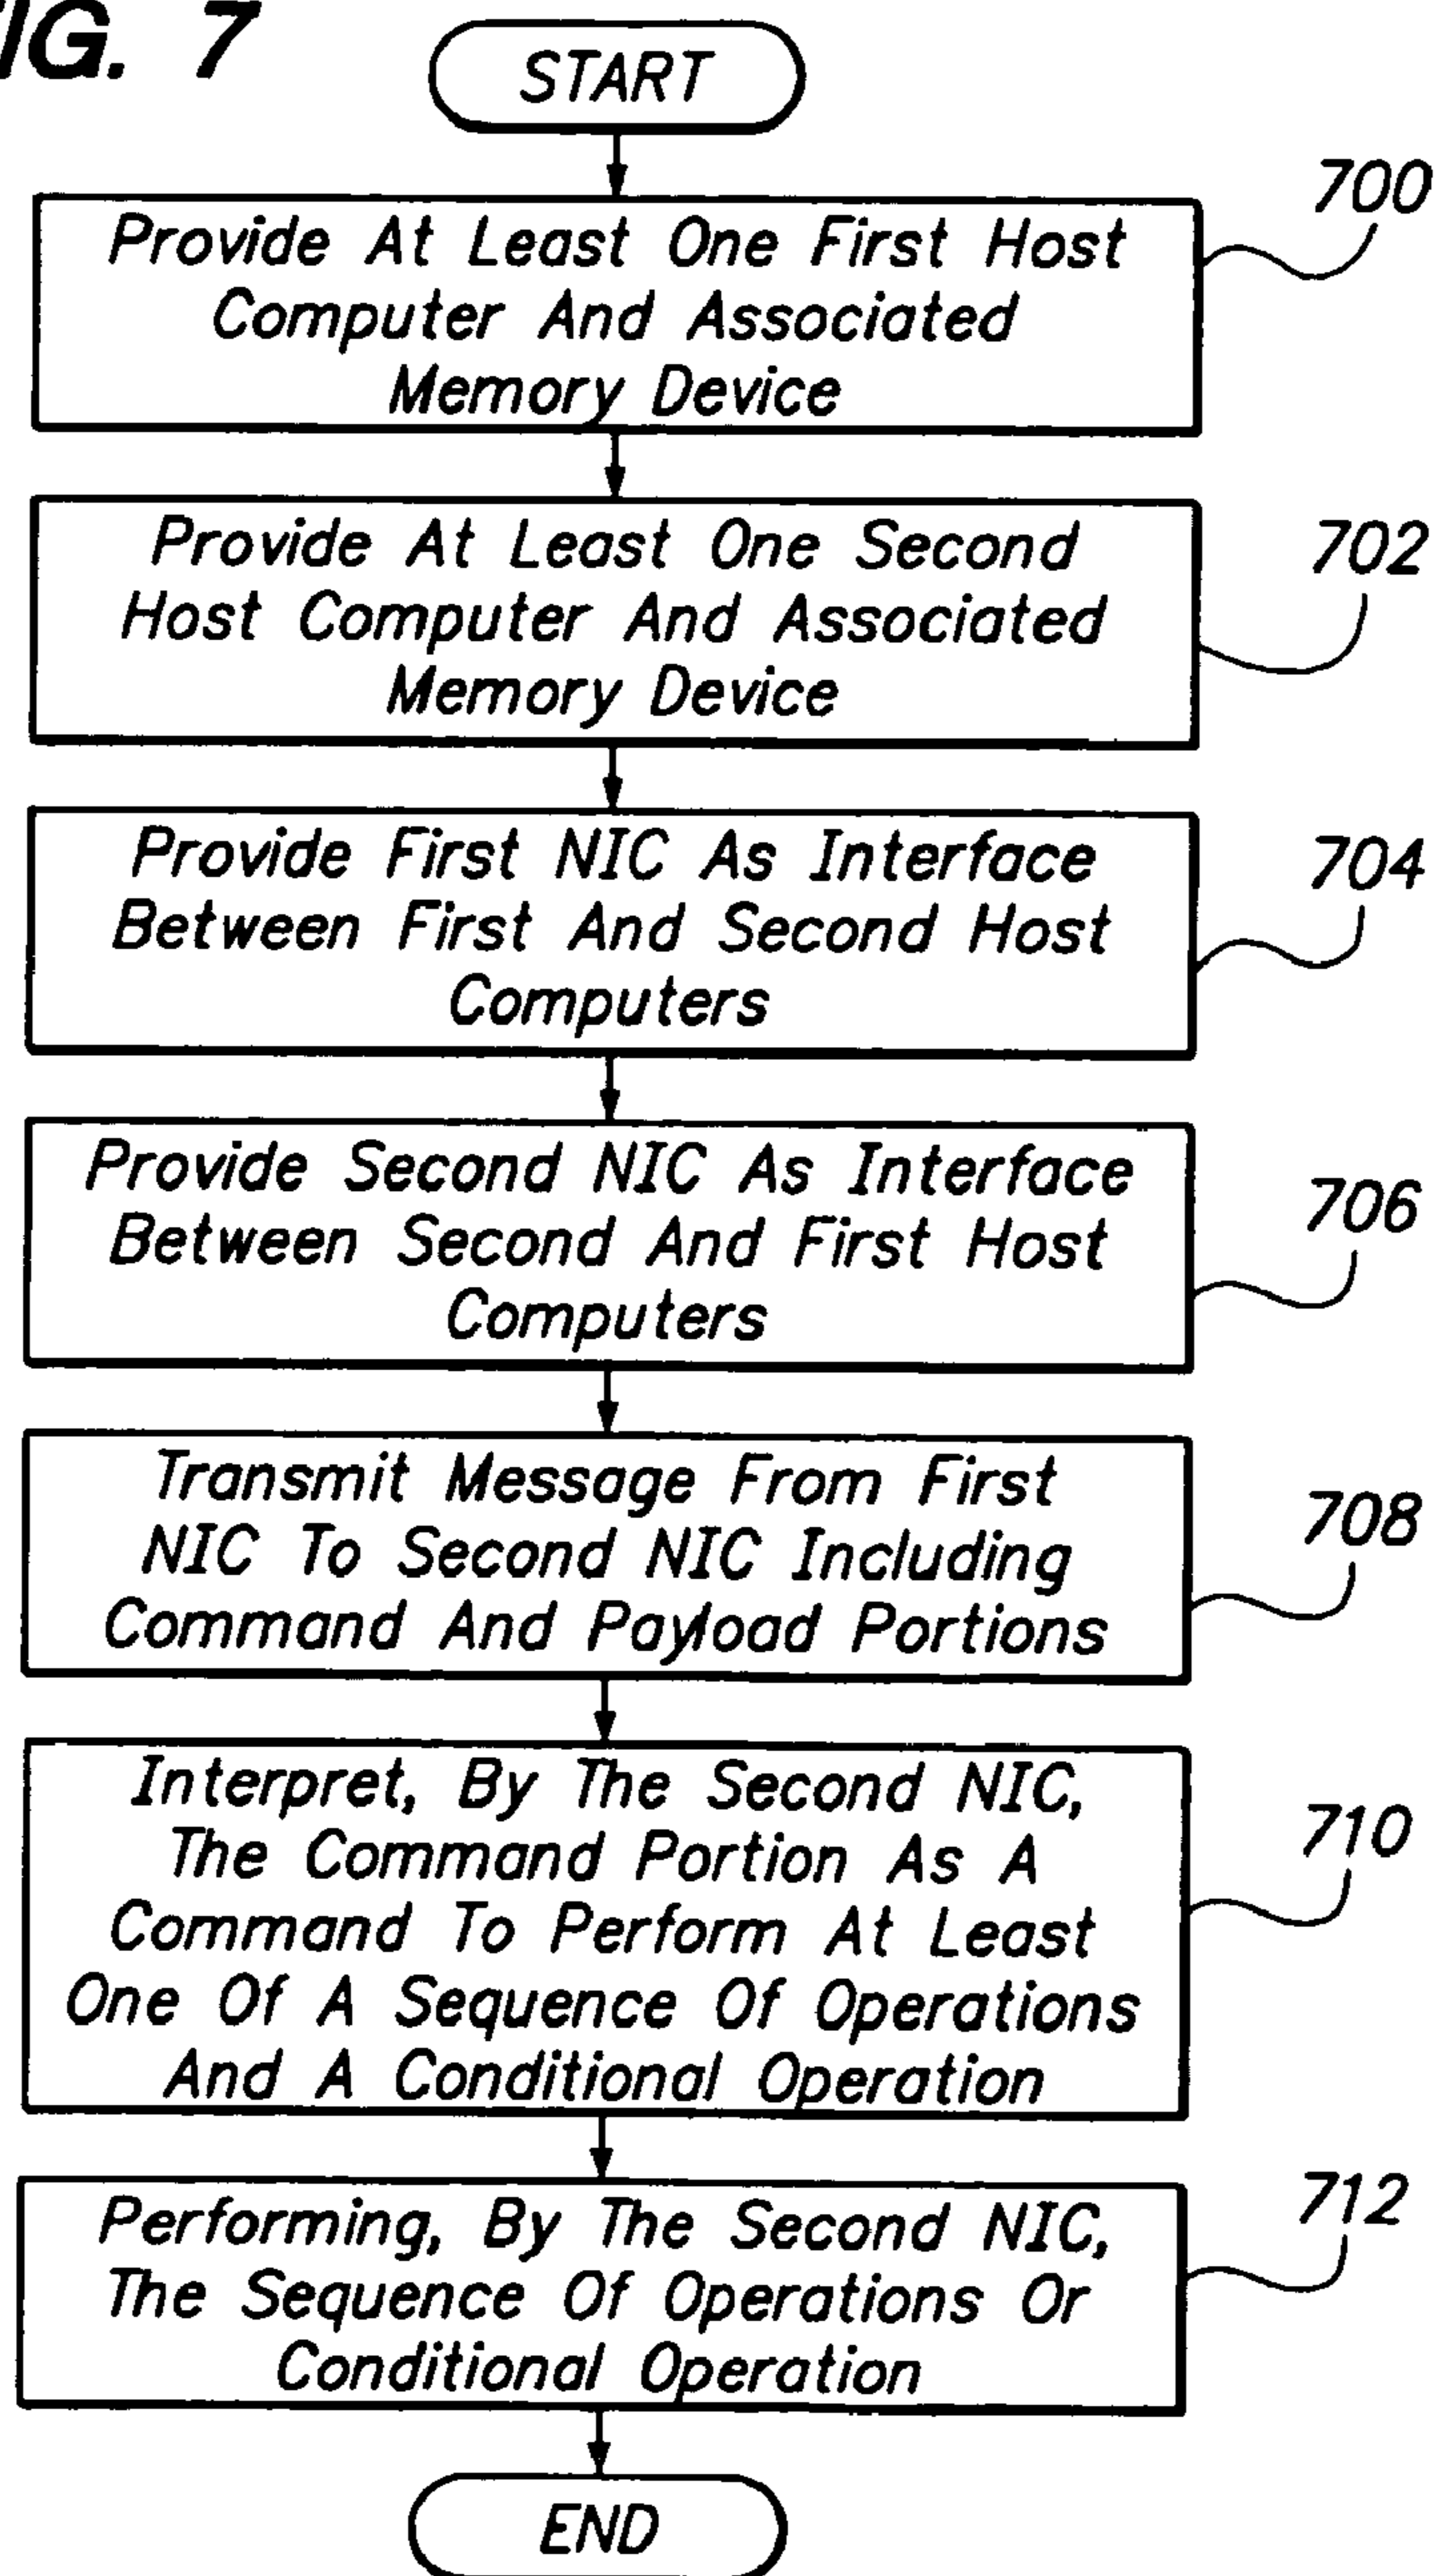 FIG. 7
START
700
Provide At Least One First Host
Computer And Associated
Memory Device
702
Provide At Least One Second
Host Computer And Associated
Memory Device
704
Provide First NIC As Interface
Between First And Second Host
Computers
706
Provide Second NIC As Interface
Between Second And First Host
Computers
708
Transmit Message From First
NIC To Second NIC Including
Command And Payload Portions
710
Interpret, By The Second NIC,
The Command Portion As A
Command To Perform At Least
One Of A Sequence Of Operations
And A Conditional Operation
712
Performing, By The Second NIC,
The Sequence Of Operations Or
Conditional Operation
END